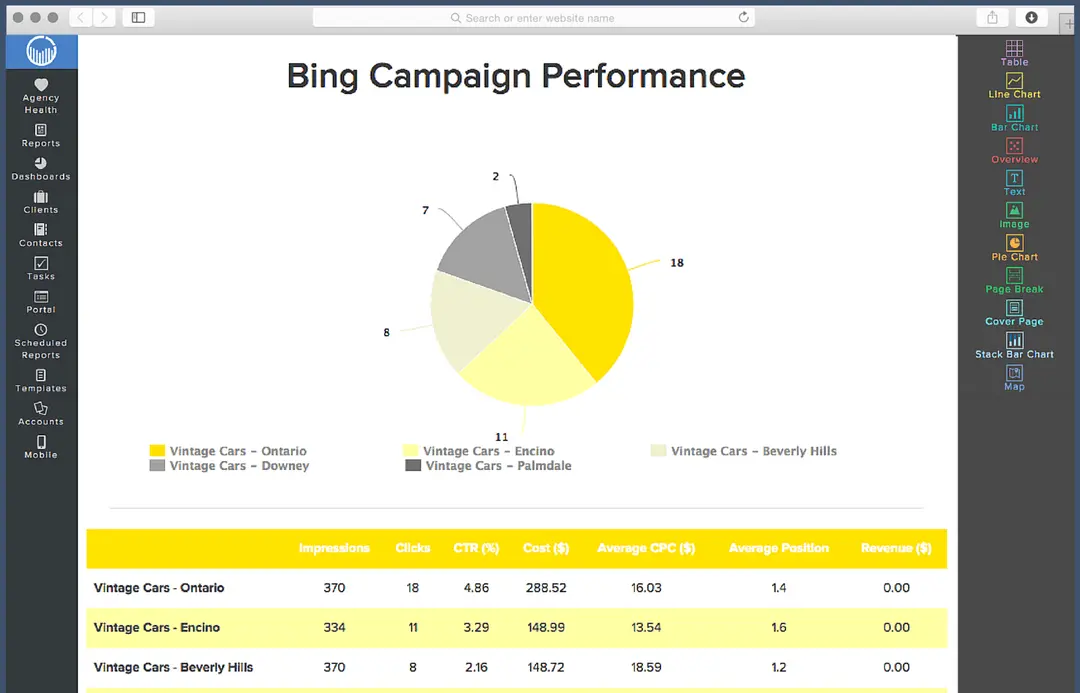 Search or enter website name
Agency
Health
Reports
Dashboards
Clients
Contacts
Tasks
Portal
Scheduled
Reports
Templates
Accounts
Mobile
Bing Campaign Performance
2
7
18
8
11
Vintage Cars – Ontario
Vintage Cars – Encino
Vintage Cars – Beverly Hills
Vintage Cars – Downey
Vintage Cars – Palmdale
Impressions Clicks CTR (%) Cost ($) Average CPC ($) Average Position Revenue ($)
Vintage Cars - Ontario 370 18 4.86 288.52 16.03 1.4 0.00
Vintage Cars - Encino 334 11 3.29 148.99 13.54 1.6 0.00
Vintage Cars - Beverly Hills 370 8 2.16 148.72 18.59 1.2 0.00
Table
Line Chart
Bar Chart
Overview
T
Text
Image
Pie Chart
Page Break
Cover Page
Stack Bar Chart
Map